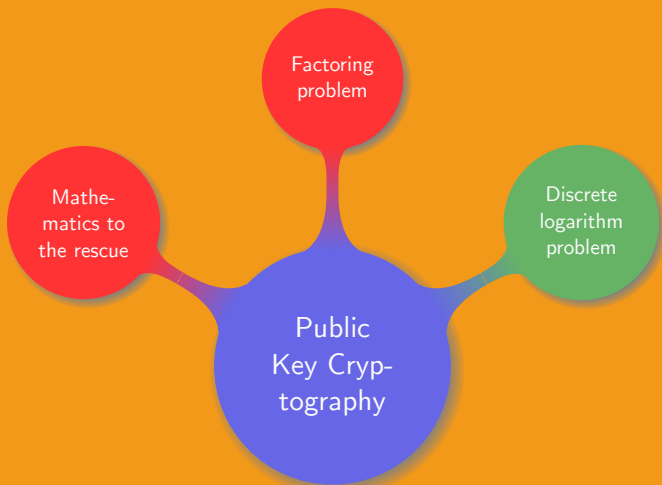 Factoring
problem
Mathe-
matics to
the rescue
Discrete
logarithm
problem
Public
Key Cryp-
tography